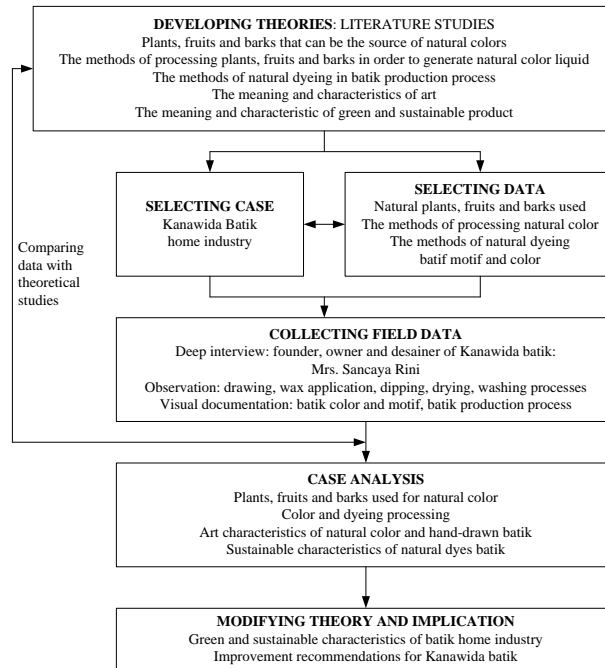 DEVELOPING THEORIES: LITERATURE STUDIES
Plants, fruits and barks that can be the source of natural colors
The methods of processing plants, fruits and barks in order to generate natural color liquid
The methods of natural dyeing in batik production process
The meaning and characteristics of art
The meaning and characteristic of green and sustainable product
SELECTING CASE
Kanawida Batik
home industry
SELECTING DATA
Natural plants, fruits and barks used
The methods of processing natural color
The methods of natural dyeing
batif motif and color
Comparing
data with
theoretical
studies
COLLECTING FIELD DATA
Deep interview: founder, owner and desainer of Kanawida batik:
Mrs. Sancaya Rini
Observation: drawing, wax application, dipping, drying, washing processes
Visual documentation: batik color and motif, batik production process
CASE ANALYSIS
Plants, fruits and barks used for natural color
Color and dyeing processing
Art characteristics of natural color and hand-drawn batik
Sustainable characteristics of natural dyes batik
MODIFYING THEORY AND IMPLICATION
Green and sustainable characteristics of batik home industry
Improvement recommendations for Kanawida batik